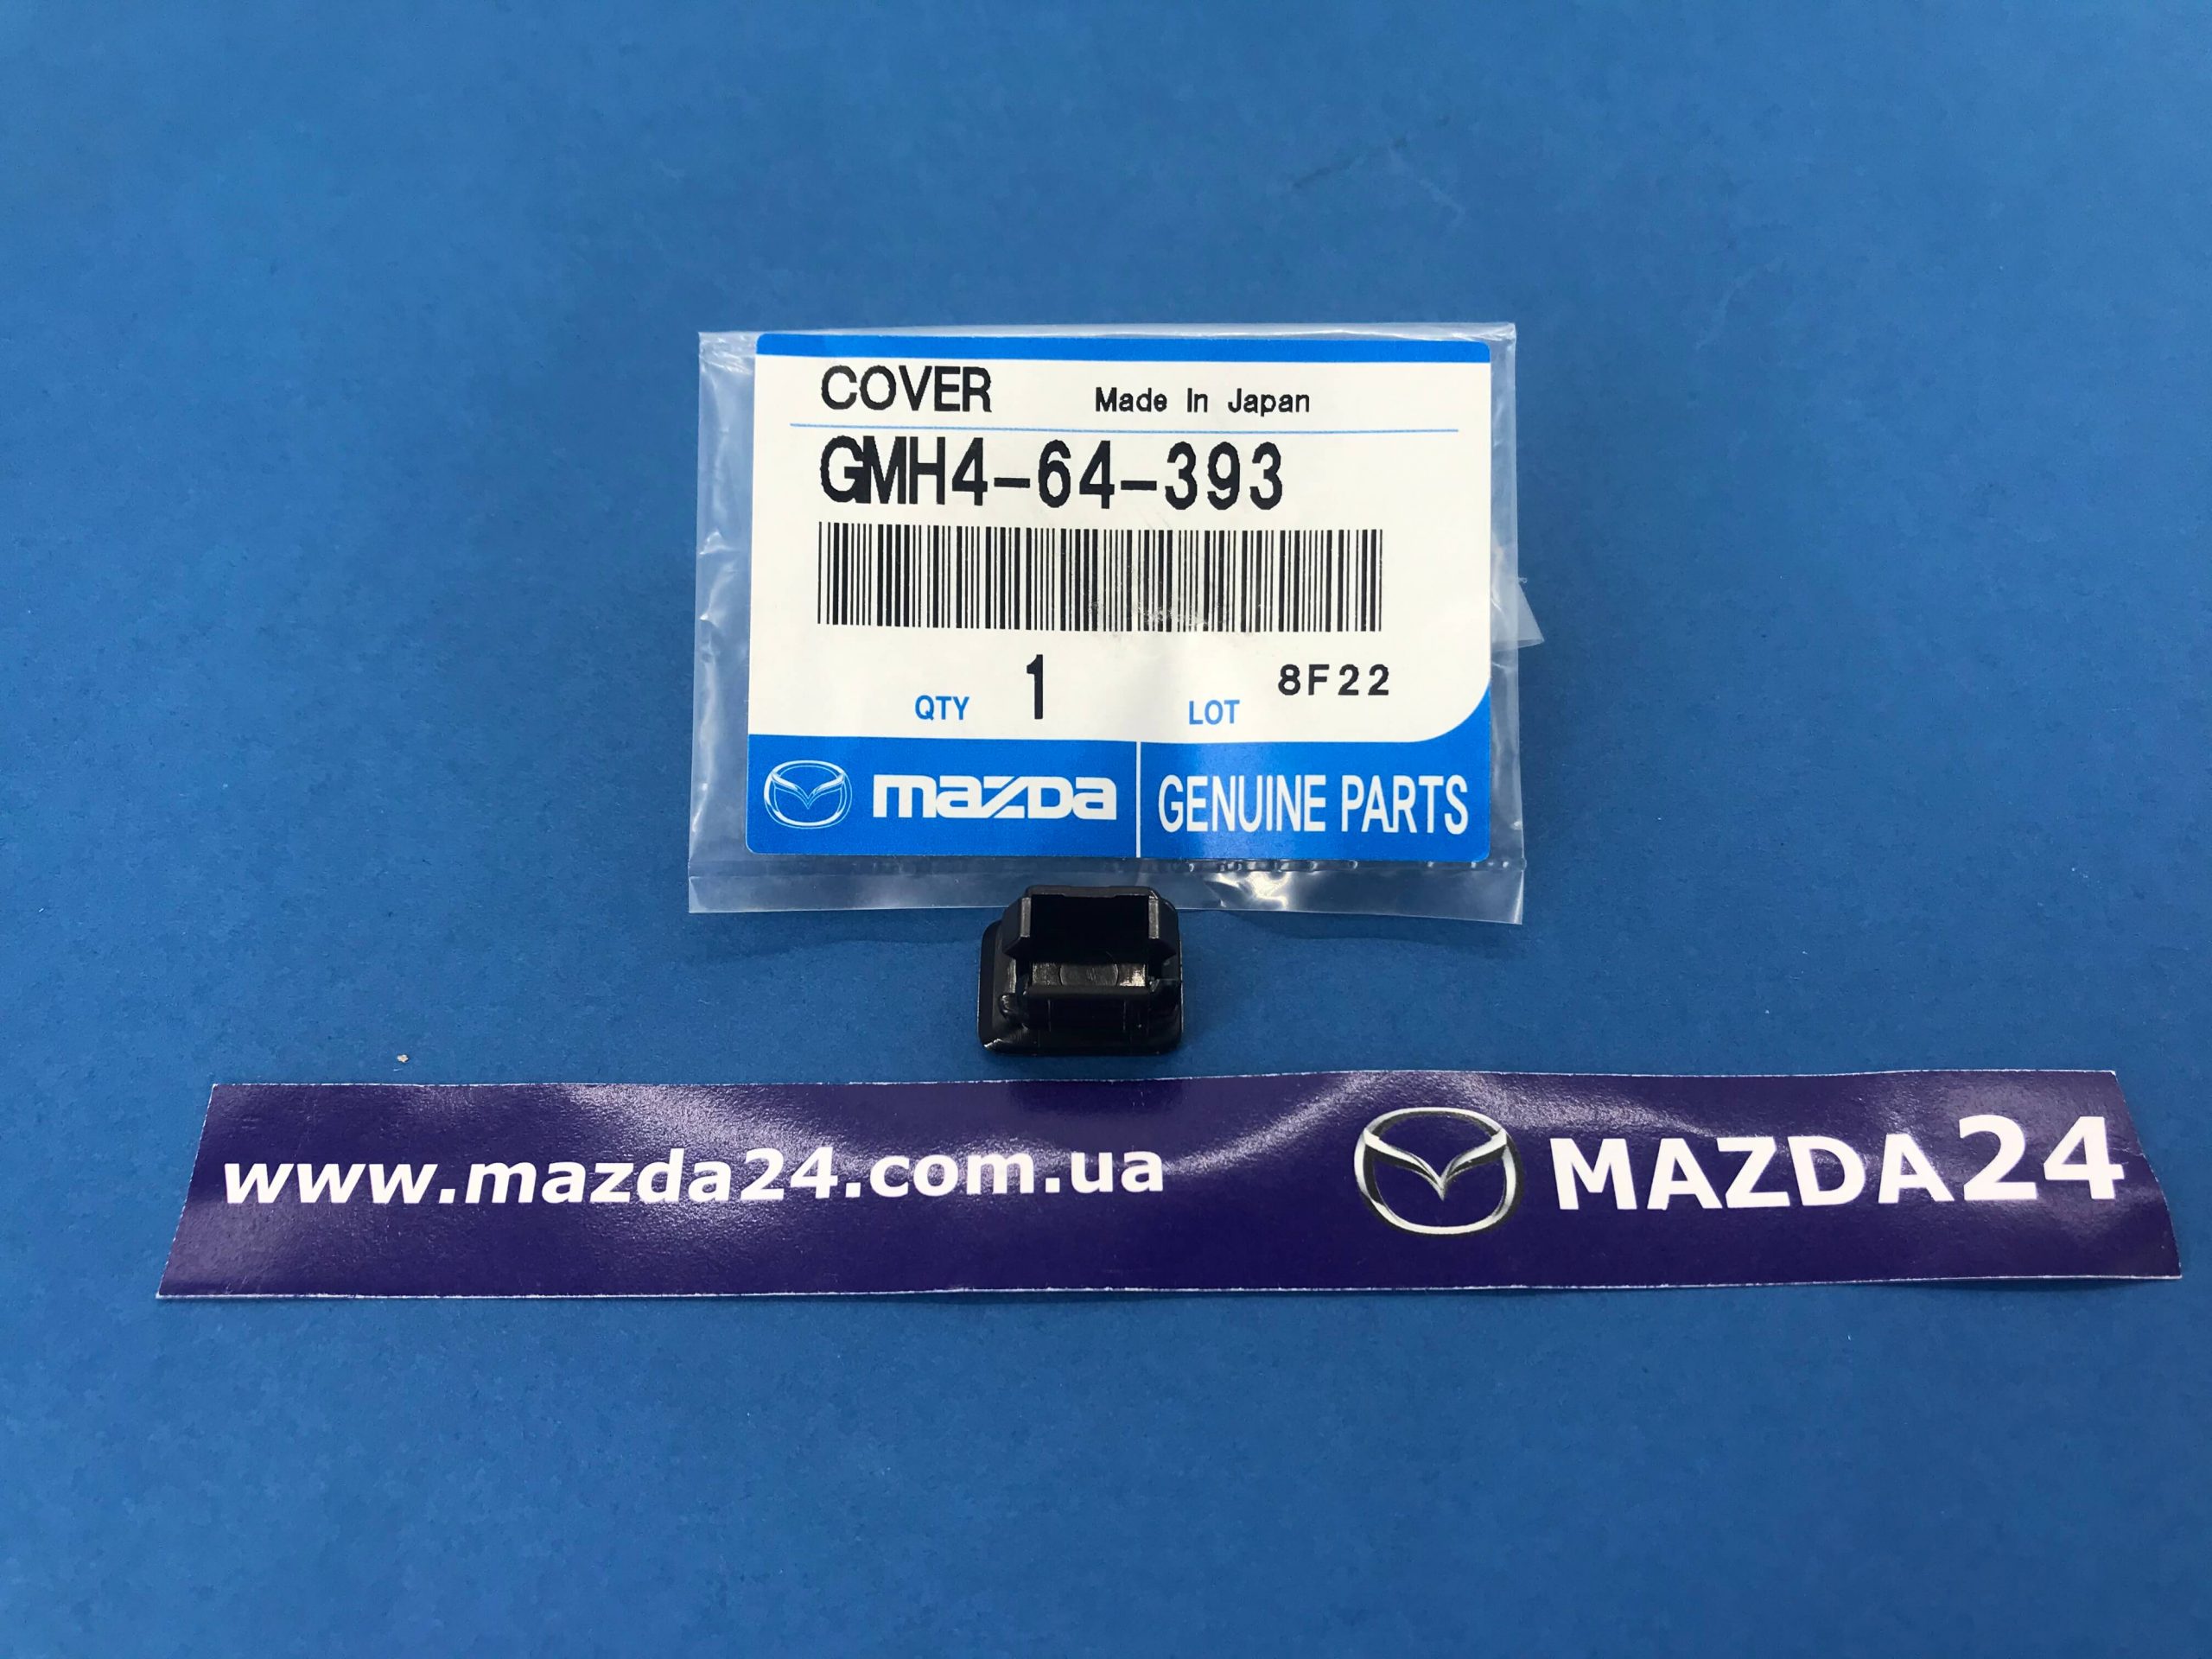 COVER Made In Japan
GMH4-64-393
QTY 1 LOT 8F22
mazDa GENUINE PARTS
www.mazda24.com.ua MAZDA24